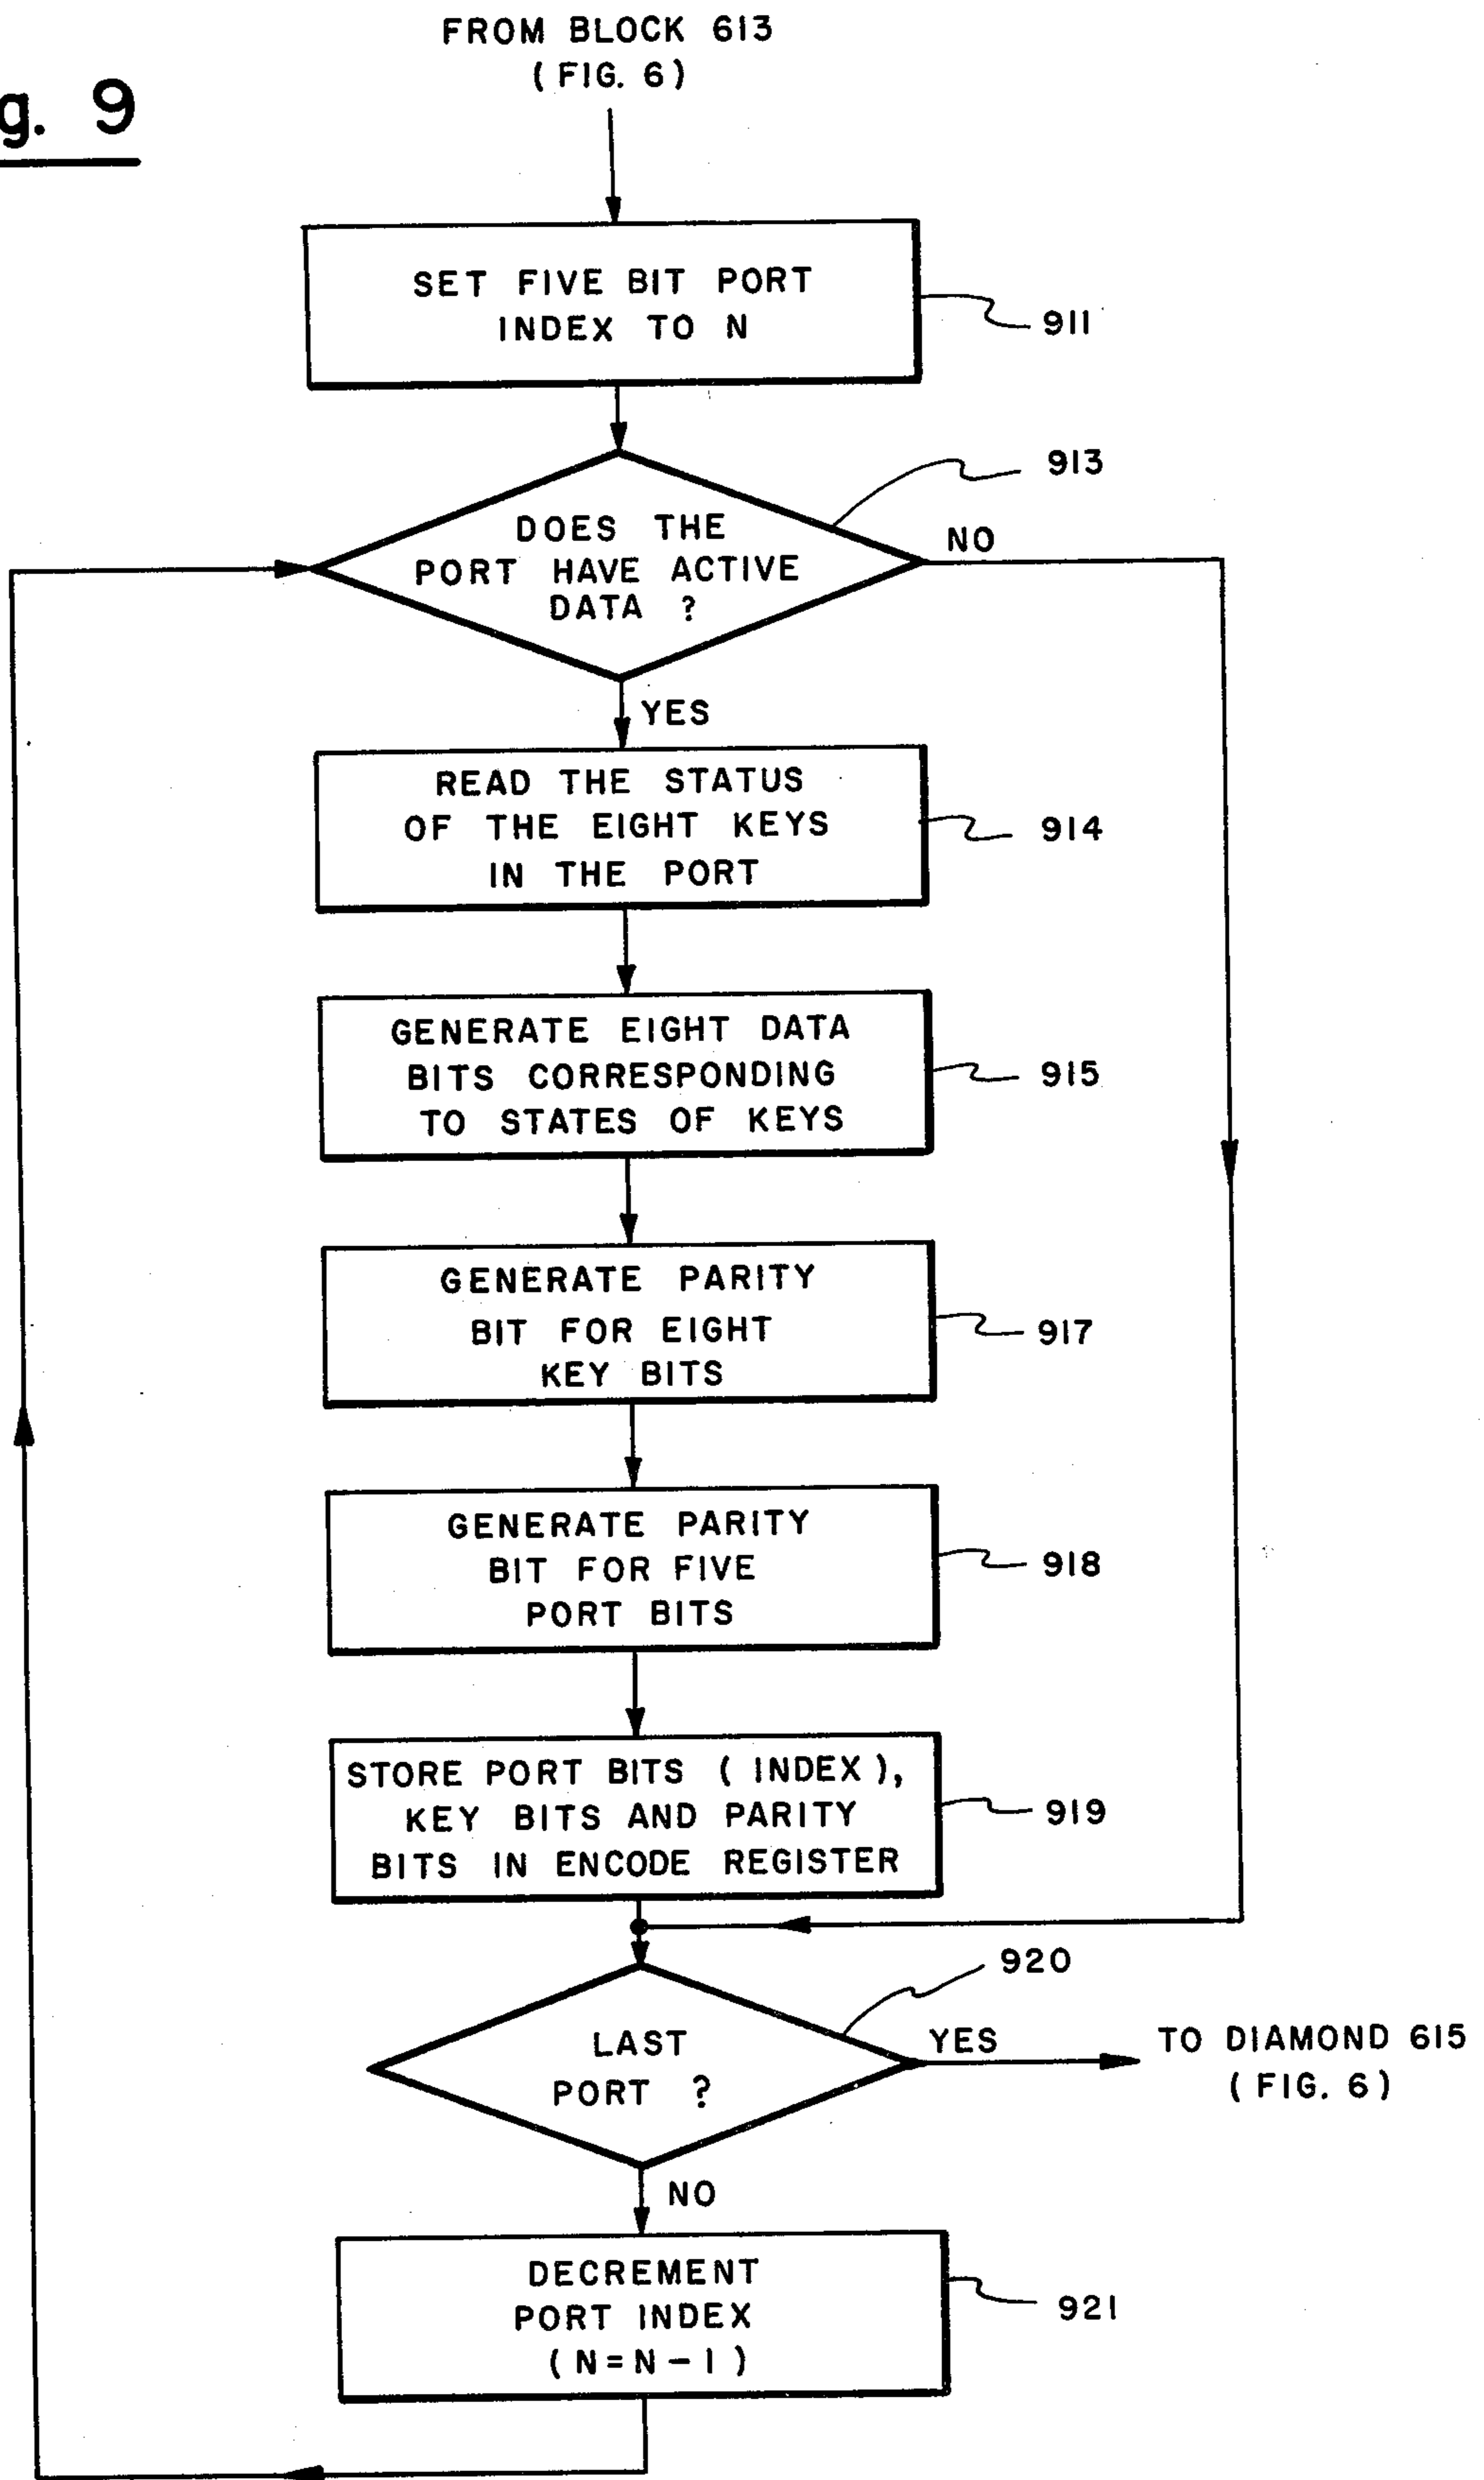 FROM BLOCK 613
( FIG. 6 )
g. 9
SET FIVE BIT PORT
INDEX TO N
911
913
DOES THE
PORT HAVE ACTIVE
DATA ?
NO
YES
READ THE STATUS
OF THE EIGHT KEYS
IN THE PORT
914
GENERATE EIGHT DATA
BITS CORRESPONDING
TO STATES OF KEYS
915
GENERATE PARITY
BIT FOR EIGHT
KEY BITS
917
GENERATE PARITY
BIT FOR FIVE
PORT BITS
918
STORE PORT BITS ( INDEX ),
KEY BITS AND PARITY
BITS IN ENCODE REGISTER
919
920
LAST
PORT ?
YES
TO DIAMOND 615
( FIG. 6 )
NO
DECREMENT
PORT INDEX
( N = N - 1 )
921